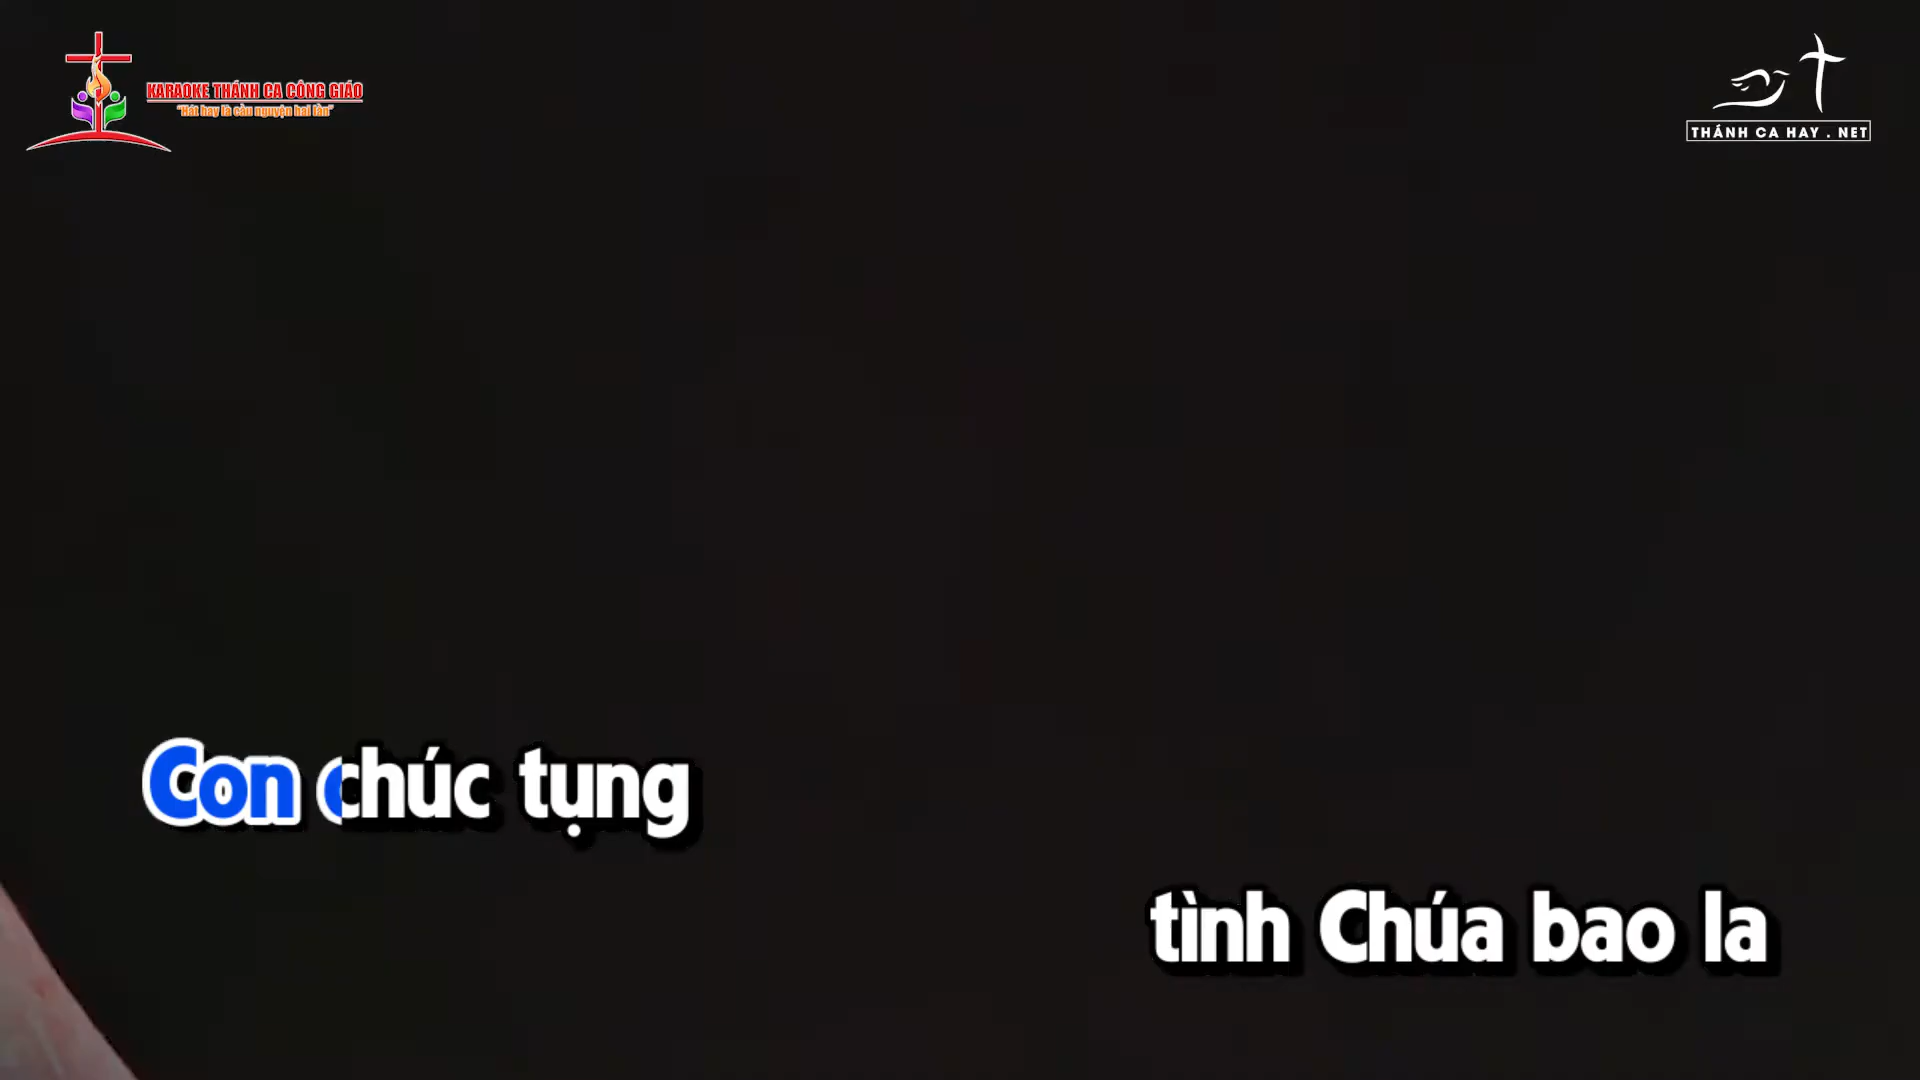 KARAOKE THÁNH CA CÔNG GIÁO
"Hát hay là cầu nguyện hai lần"
THÁNH CA HAY . NET
Con chúc tụng
tình Chúa bao la